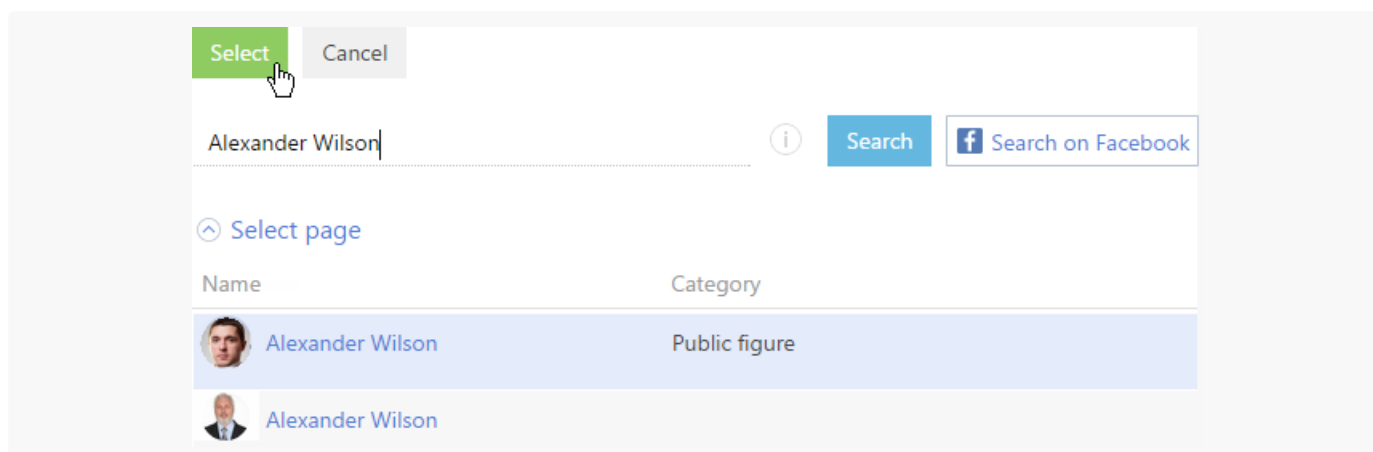 Select Cancel
Alexander Wilson i Search f Search on Facebook
Select page
Name Category
Alexander Wilson Public figure
Alexander Wilson